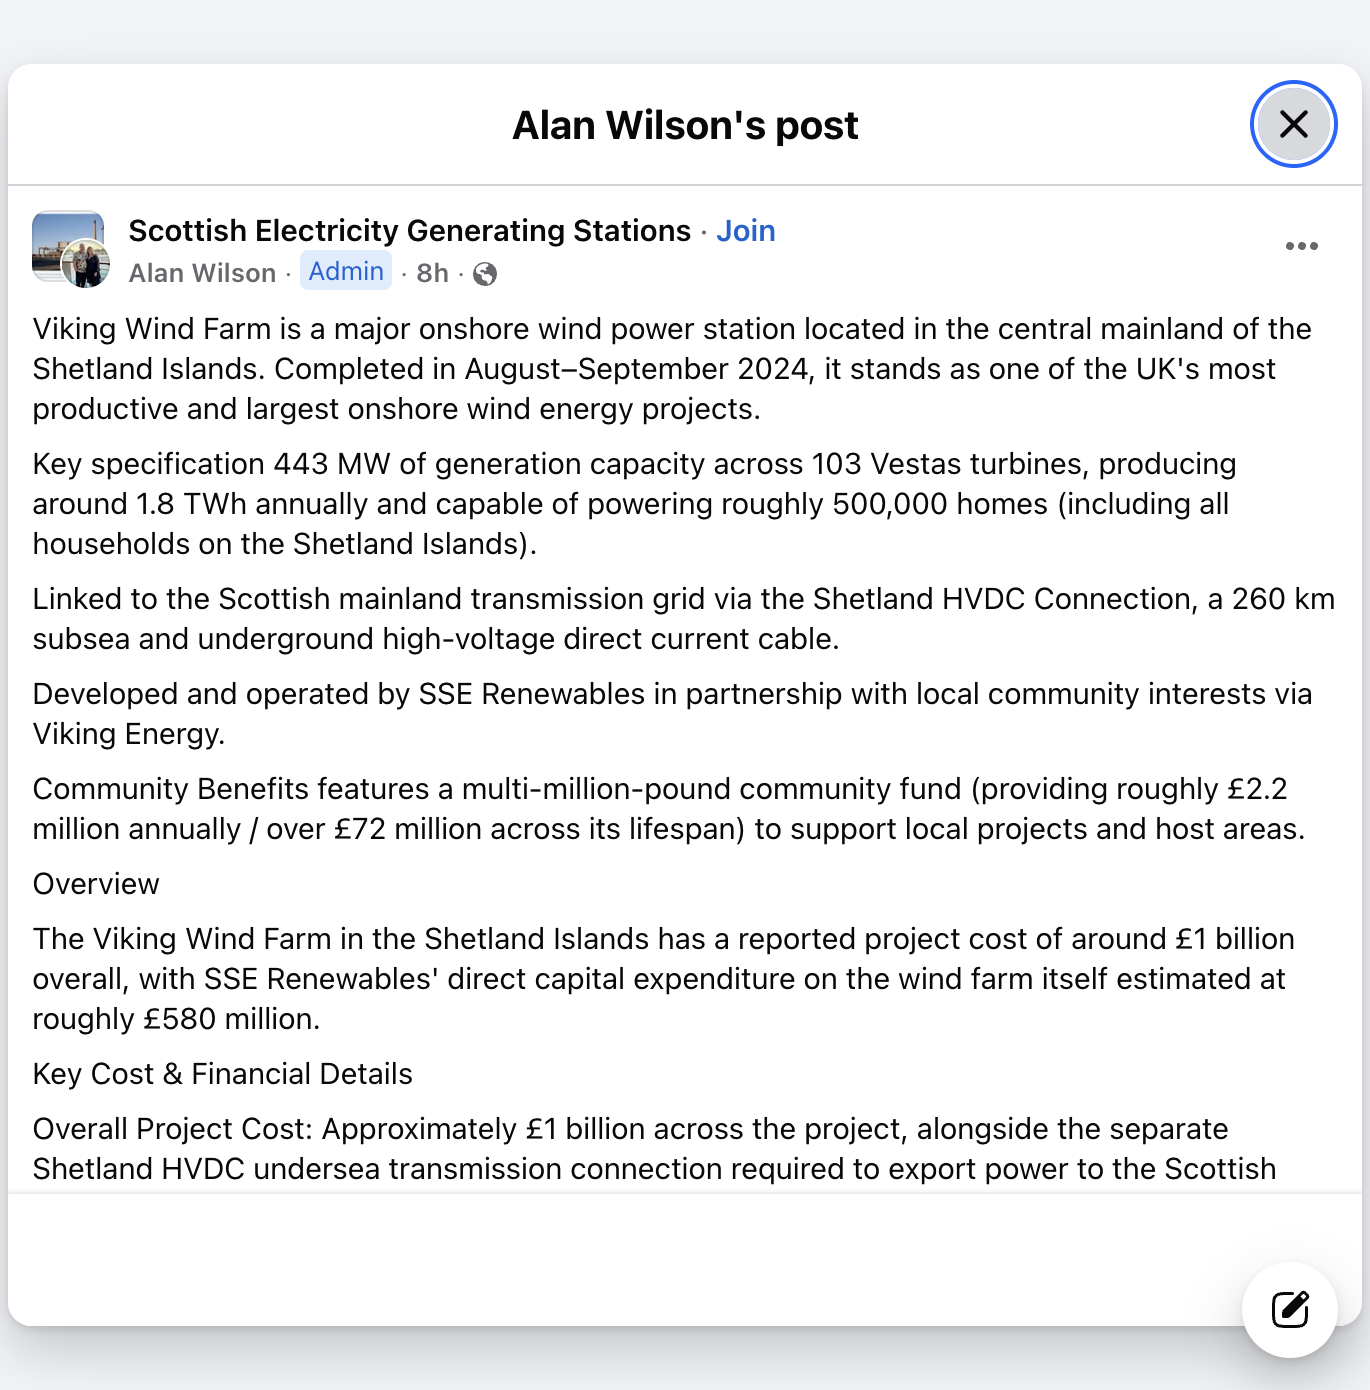 Alan Wilson's post
Scottish Electricity Generating Stations · Join
Alan Wilson · Admin · 8h ·
Viking Wind Farm is a major onshore wind power station located in the central mainland of the
Shetland Islands. Completed in August–September 2024, it stands as one of the UK's most
productive and largest onshore wind energy projects.
Key specification 443 MW of generation capacity across 103 Vestas turbines, producing
around 1.8 TWh annually and capable of powering roughly 500,000 homes (including all
households on the Shetland Islands).
Linked to the Scottish mainland transmission grid via the Shetland HVDC Connection, a 260 km
subsea and underground high-voltage direct current cable.
Developed and operated by SSE Renewables in partnership with local community interests via
Viking Energy.
Community Benefits features a multi-million-pound community fund (providing roughly £2.2
million annually / over £72 million across its lifespan) to support local projects and host areas.
Overview
The Viking Wind Farm in the Shetland Islands has a reported project cost of around £1 billion
overall, with SSE Renewables' direct capital expenditure on the wind farm itself estimated at
roughly £580 million.
Key Cost & Financial Details
Overall Project Cost: Approximately £1 billion across the project, alongside the separate
Shetland HVDC undersea transmission connection required to export power to the Scottish